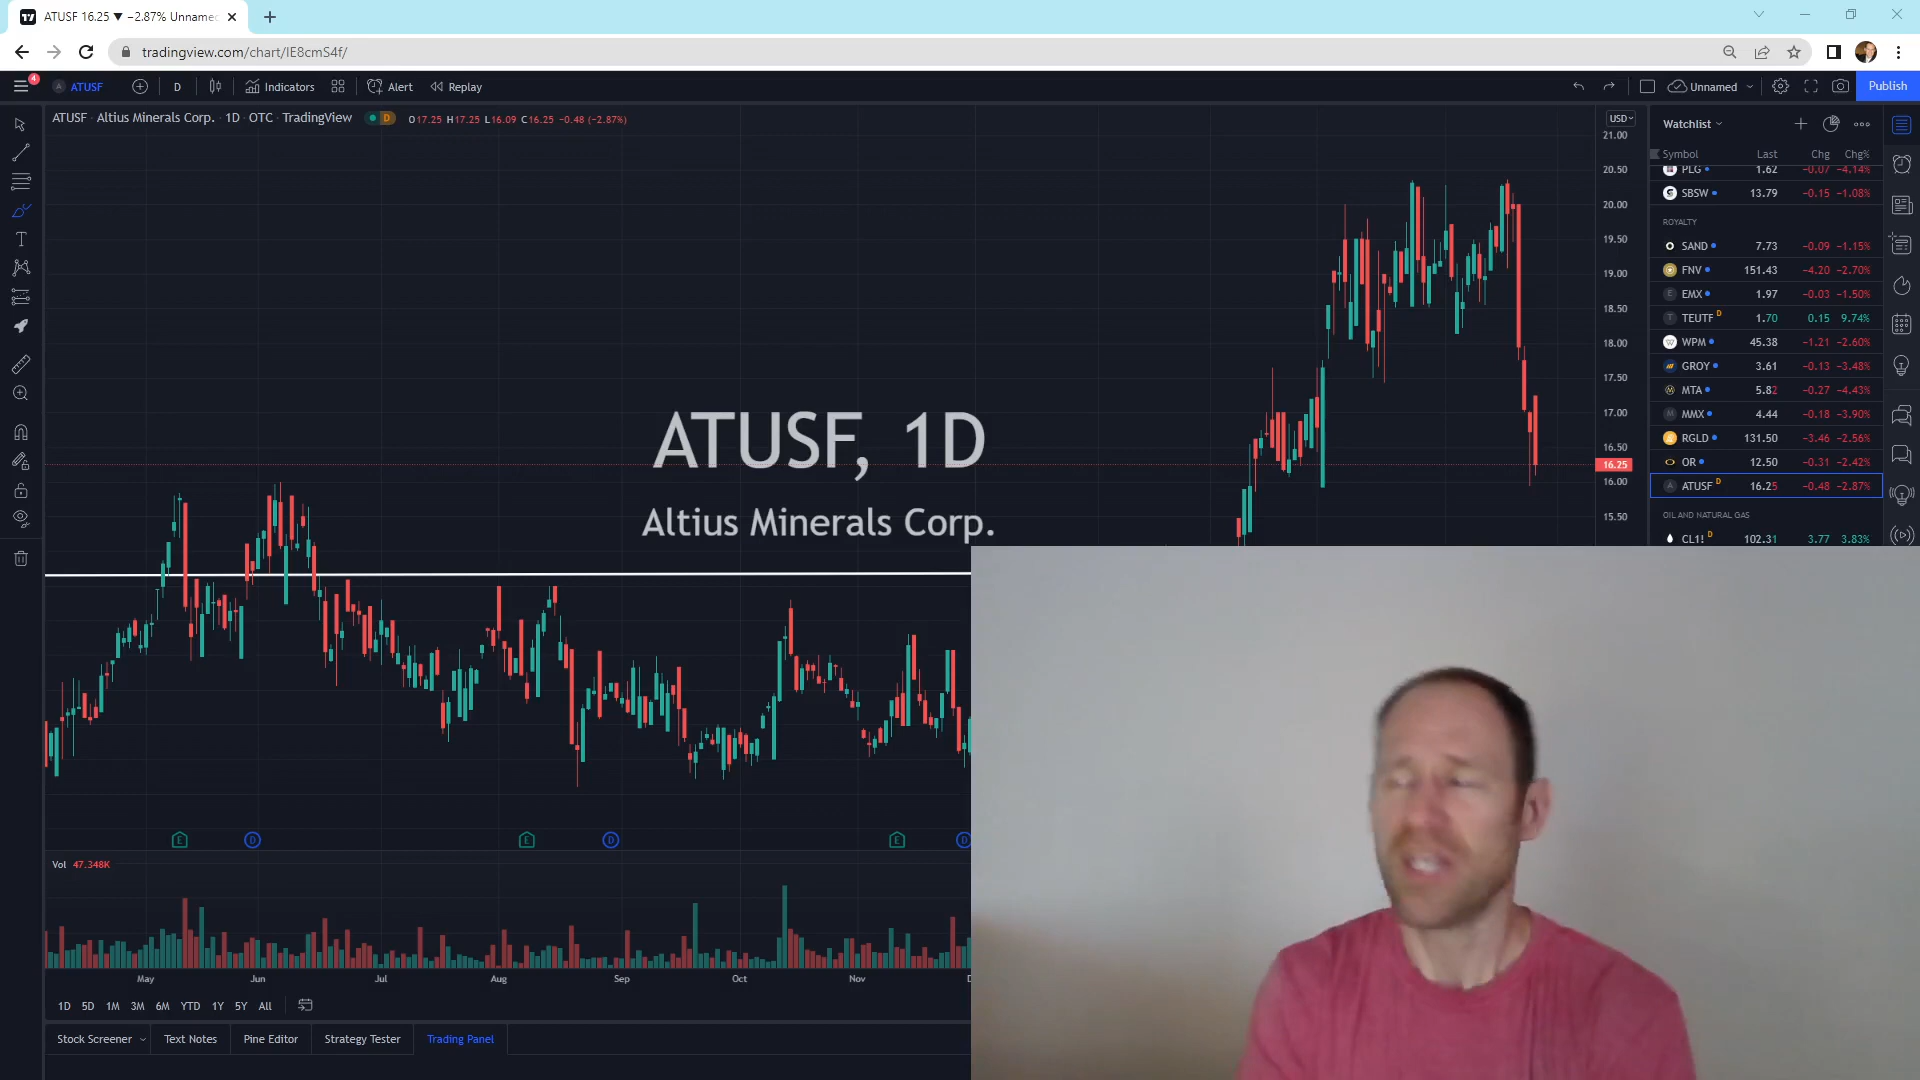 ATUSF 16.25 ▼ −2.87% Unnamed
tradingview.com/chart/IE8cmS4f/
4
ATUSF
D
Indicators
Alert
Replay
Unnamed
Publish
ATUSF · Altius Minerals Corp. · 1D · OTC · TradingView
D
O17.25 H17.25 L16.09 C16.25 −0.48 (−2.87%)
USD
21.00
20.50
20.00
19.50
19.00
18.50
18.00
17.50
17.00
16.50
16.25
16.00
15.50
ATUSF, 1D
Altius Minerals Corp.
Watchlist
Symbol Last Chg Chg%
PLG 1.62 −0.07 −4.14%
SBSW 13.79 −0.15 −1.08%
ROYALTY
SAND 7.73 −0.09 −1.15%
FNV 151.43 −4.20 −2.70%
EMX 1.97 −0.03 −1.50%
TEUTF D 1.70 0.15 9.74%
WPM 45.38 −1.21 −2.60%
GROY 3.61 −0.13 −3.48%
MTA 5.82 −0.27 −4.43%
MMX 4.44 −0.18 −3.90%
RGLD 131.50 −3.46 −2.56%
OR 12.50 −0.31 −2.42%
ATUSF D 16.25 −0.48 −2.87%
OIL AND NATURAL GAS
CL1! D 102.31 3.77 3.83%
E D E D E D
Vol 47.348K
May Jun Jul Aug Sep Oct Nov D
1D 5D 1M 3M 6M YTD 1Y 5Y All
Stock Screener Text Notes Pine Editor Strategy Tester Trading Panel